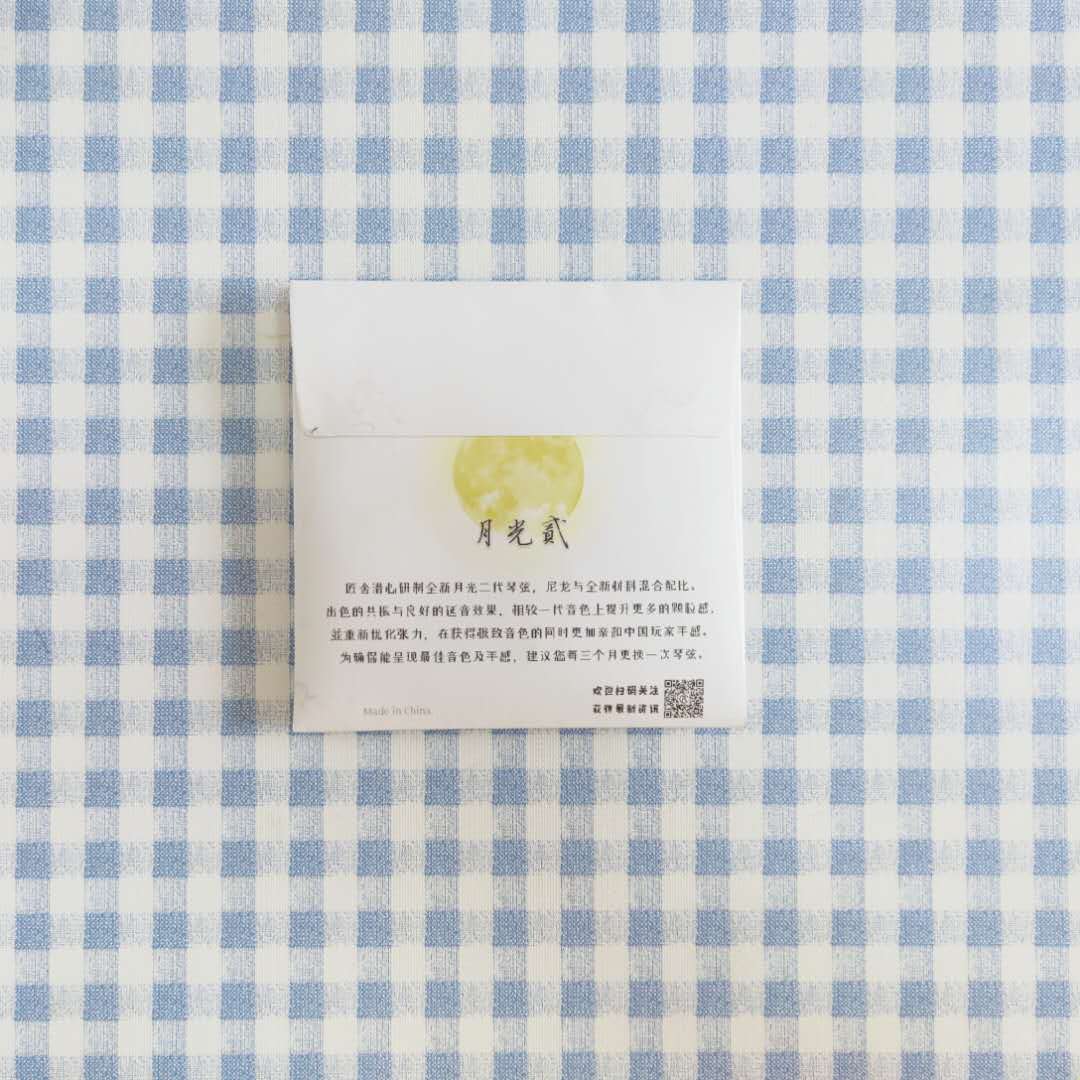 月光貳
匠舍潜心研制全新月光二代琴弦，尼龙与全新材料混合配比。
出色的共振与良好的延音效果，相较一代音色上提升更多的颗粒感，
并重新优化张力，在获得极致音色的同时更加亲和中国玩家手感。
为确保能呈现最佳音色及手感，建议您每三个月更换一次琴弦。
欢迎扫码关注
获得最新资讯
Made in China